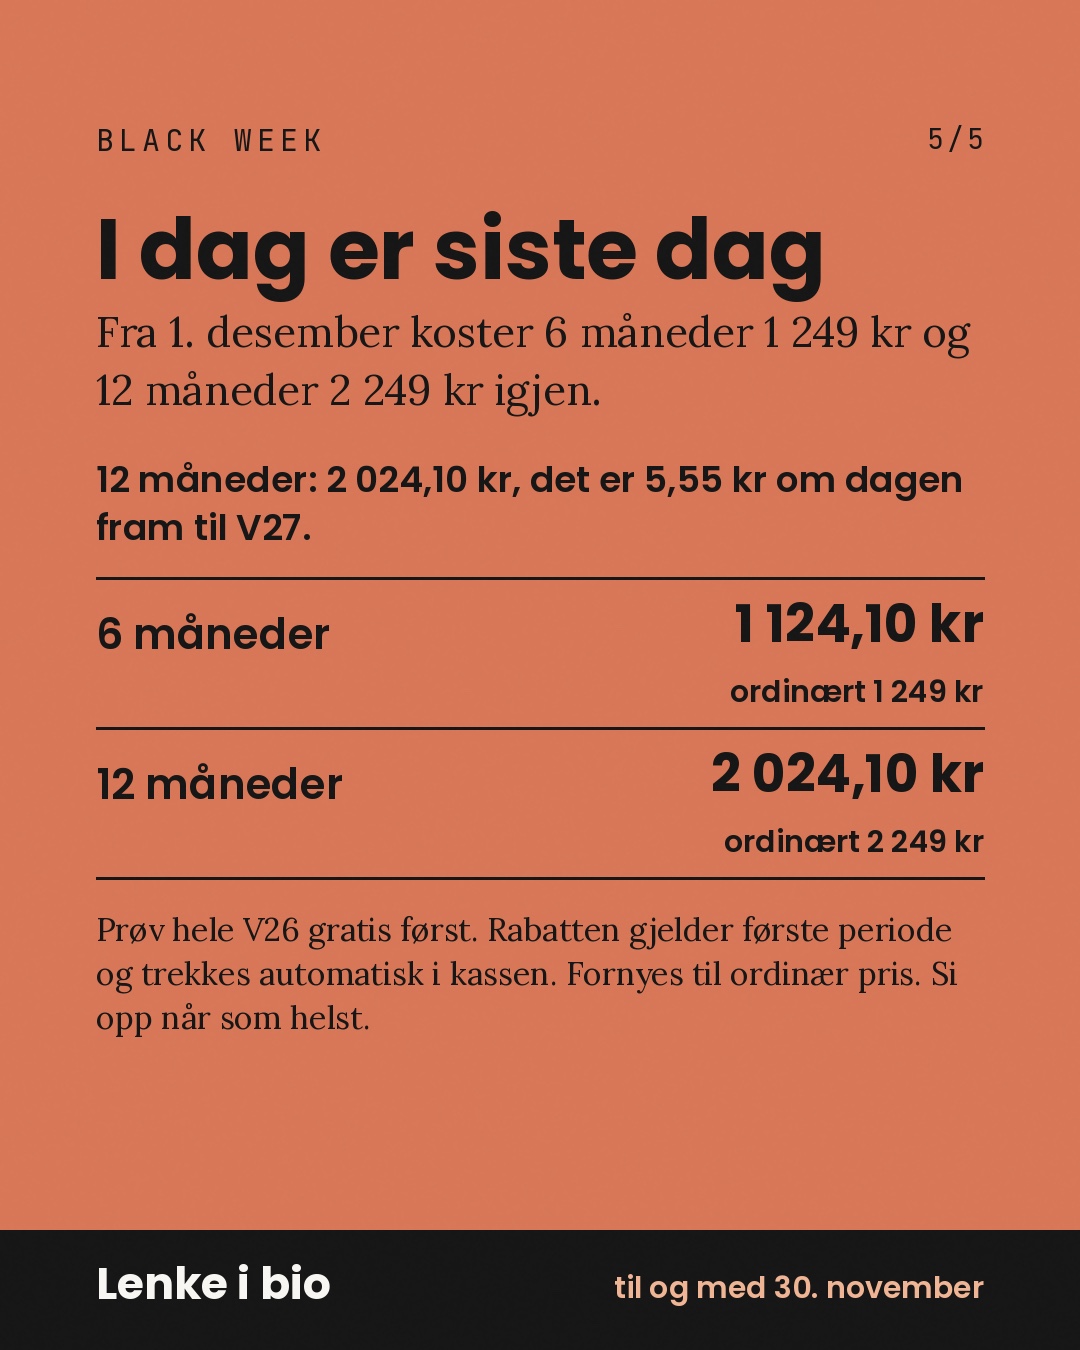 BLACK WEEK
5/5
I dag er siste dag
Fra 1. desember koster 6 måneder 1 249 kr og
12 måneder 2 249 kr igjen.
12 måneder: 2 024,10 kr, det er 5,55 kr om dagen
fram til V27.
6 måneder
1 124,10 kr
ordinært 1 249 kr
12 måneder
2 024,10 kr
ordinært 2 249 kr
Prøv hele V26 gratis først. Rabatten gjelder første periode
og trekkes automatisk i kassen. Fornyes til ordinær pris. Si
opp når som helst.
Lenke i bio
til og med 30. november